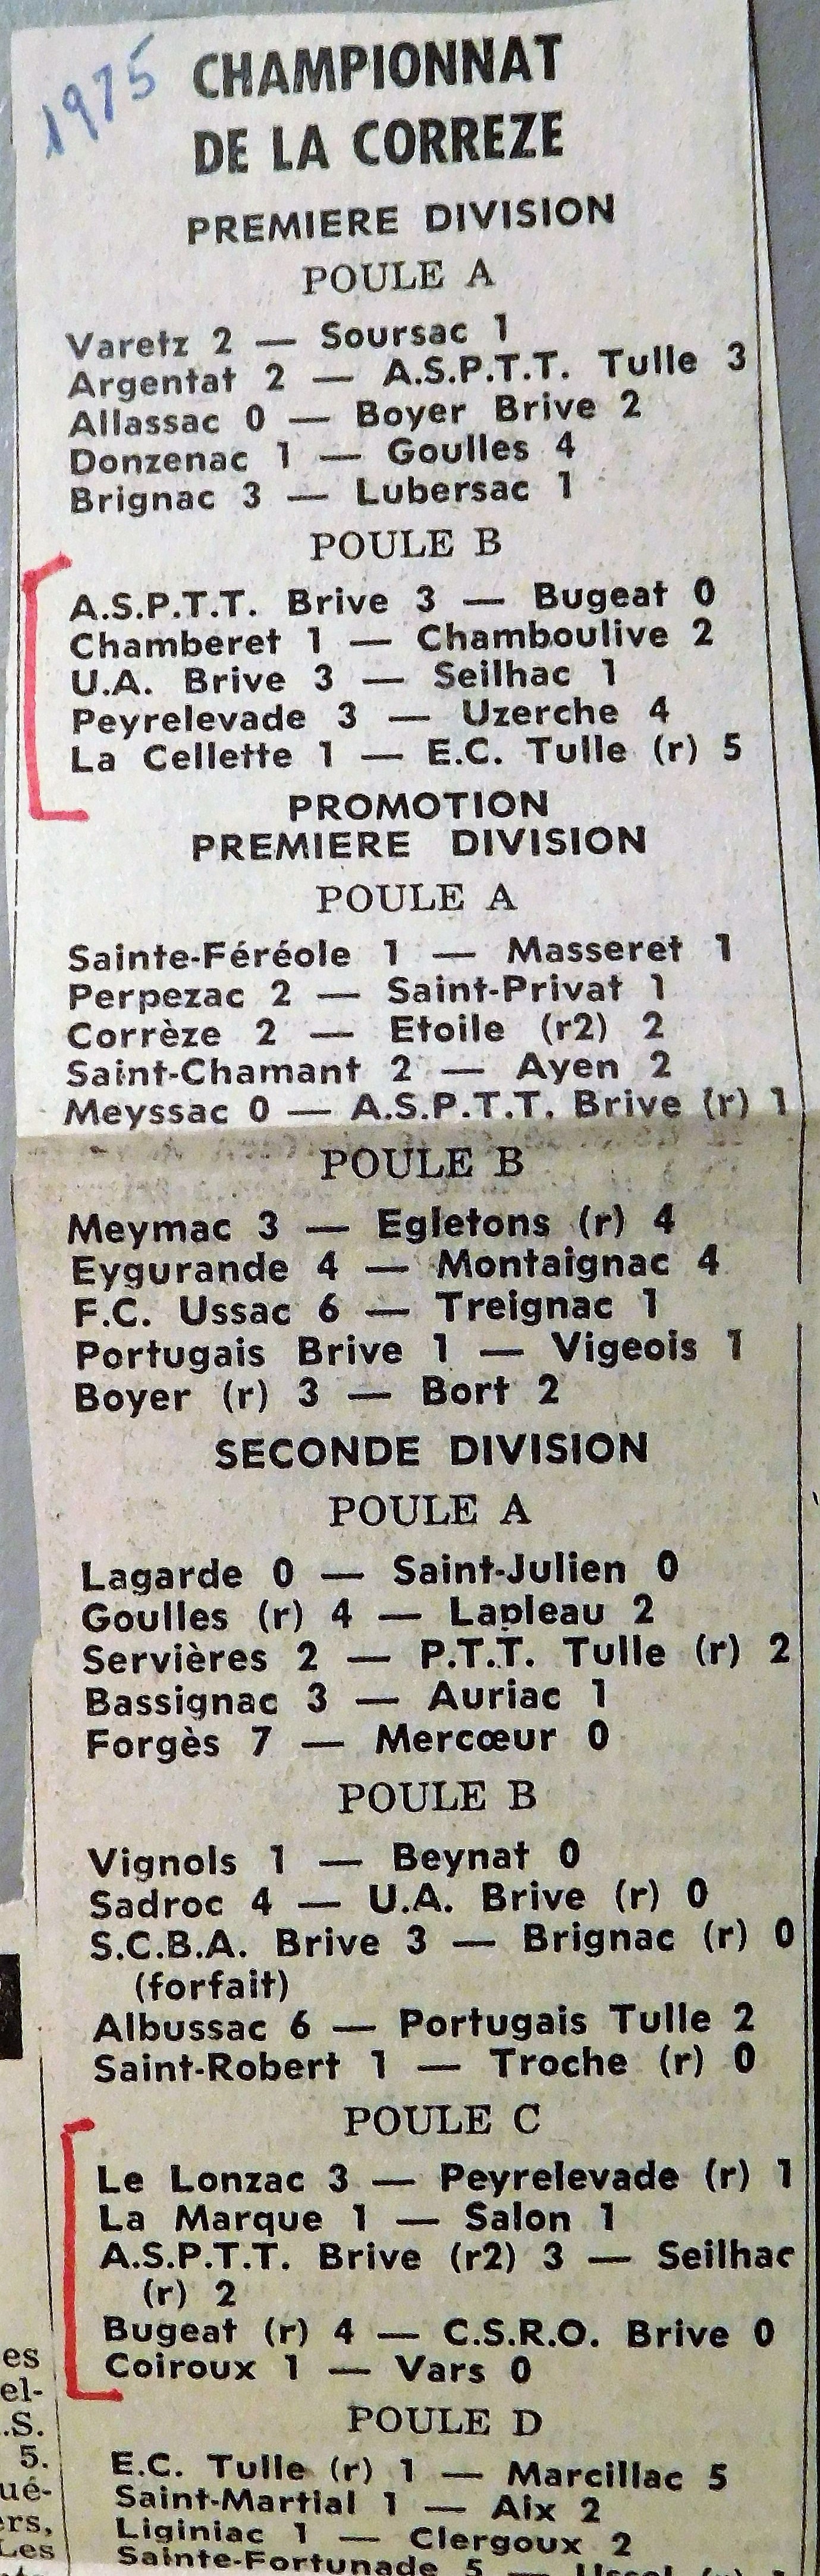 1975
CHAMPIONNAT
DE LA CORREZE
PREMIERE DIVISION
POULE A
Varetz 2 — Soursac 1
Argentat 2 — A.S.P.T.T. Tulle 3
Allassac 0 — Boyer Brive 2
Donzenac 1 — Goulles 4
Brignac 3 — Lubersac 1
POULE B
A.S.P.T.T. Brive 3 — Bugeat 0
Chamberet 1 — Chamboulive 2
U.A. Brive 3 — Seilhac 1
Peyrelevade 3 — Uzerche 4
La Cellette 1 — E.C. Tulle (r) 5
PROMOTION
PREMIERE DIVISION
POULE A
Sainte-Féréole 1 — Masseret 1
Perpezac 2 — Saint-Privat 1
Corrèze 2 — Etoile (r2) 2
Saint-Chamant 2 — Ayen 2
Meyssac 0 — A.S.P.T.T. Brive (r) 1
POULE B
Meymac 3 — Egletons (r) 4
Eygurande 4 — Montaignac 4
F.C. Ussac 6 — Treignac 1
Portugais Brive 1 — Vigeois 1
Boyer (r) 3 — Bort 2
SECONDE DIVISION
POULE A
Lagarde 0 — Saint-Julien 0
Goulles (r) 4 — Lapleau 2
Servières 2 — P.T.T. Tulle (r) 2
Bassignac 3 — Auriac 1
Forgès 7 — Mercœur 0
POULE B
Vignols 1 — Beynat 0
Sadroc 4 — U.A. Brive (r) 0
S.C.B.A. Brive 3 — Brignac (r) 0
(forfait)
Albussac 6 — Portugais Tulle 2
Saint-Robert 1 — Troche (r) 0
POULE C
Le Lonzac 3 — Peyrelevade (r) 1
La Marque 1 — Salon 1
A.S.P.T.T. Brive (r2) 3 — Seilhac
(r) 2
Bugeat (r) 4 — C.S.R.O. Brive 0
Coiroux 1 — Vars 0
POULE D
E.C. Tulle (r) 1 — Marcillac 5
Saint-Martial 1 — Aix 2
Liginiac 1 — Clergoux 2
Sainte-Fortunade 5 —
es
el-
.S.
5.
ué-
ers,
Les